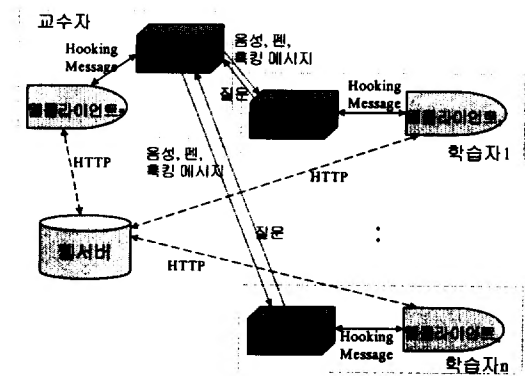 교수자
Hooking
Message
음성, 펜,
훅킹 메시지
질문
웹클라이언트
HTTP
웹서버
음성, 펜,
훅킹 메시지
질문
Hooking
Message
웹클라이언트
학습자1
HTTP
:
HTTP
Hooking
Message
웹클라이언트
학습자n